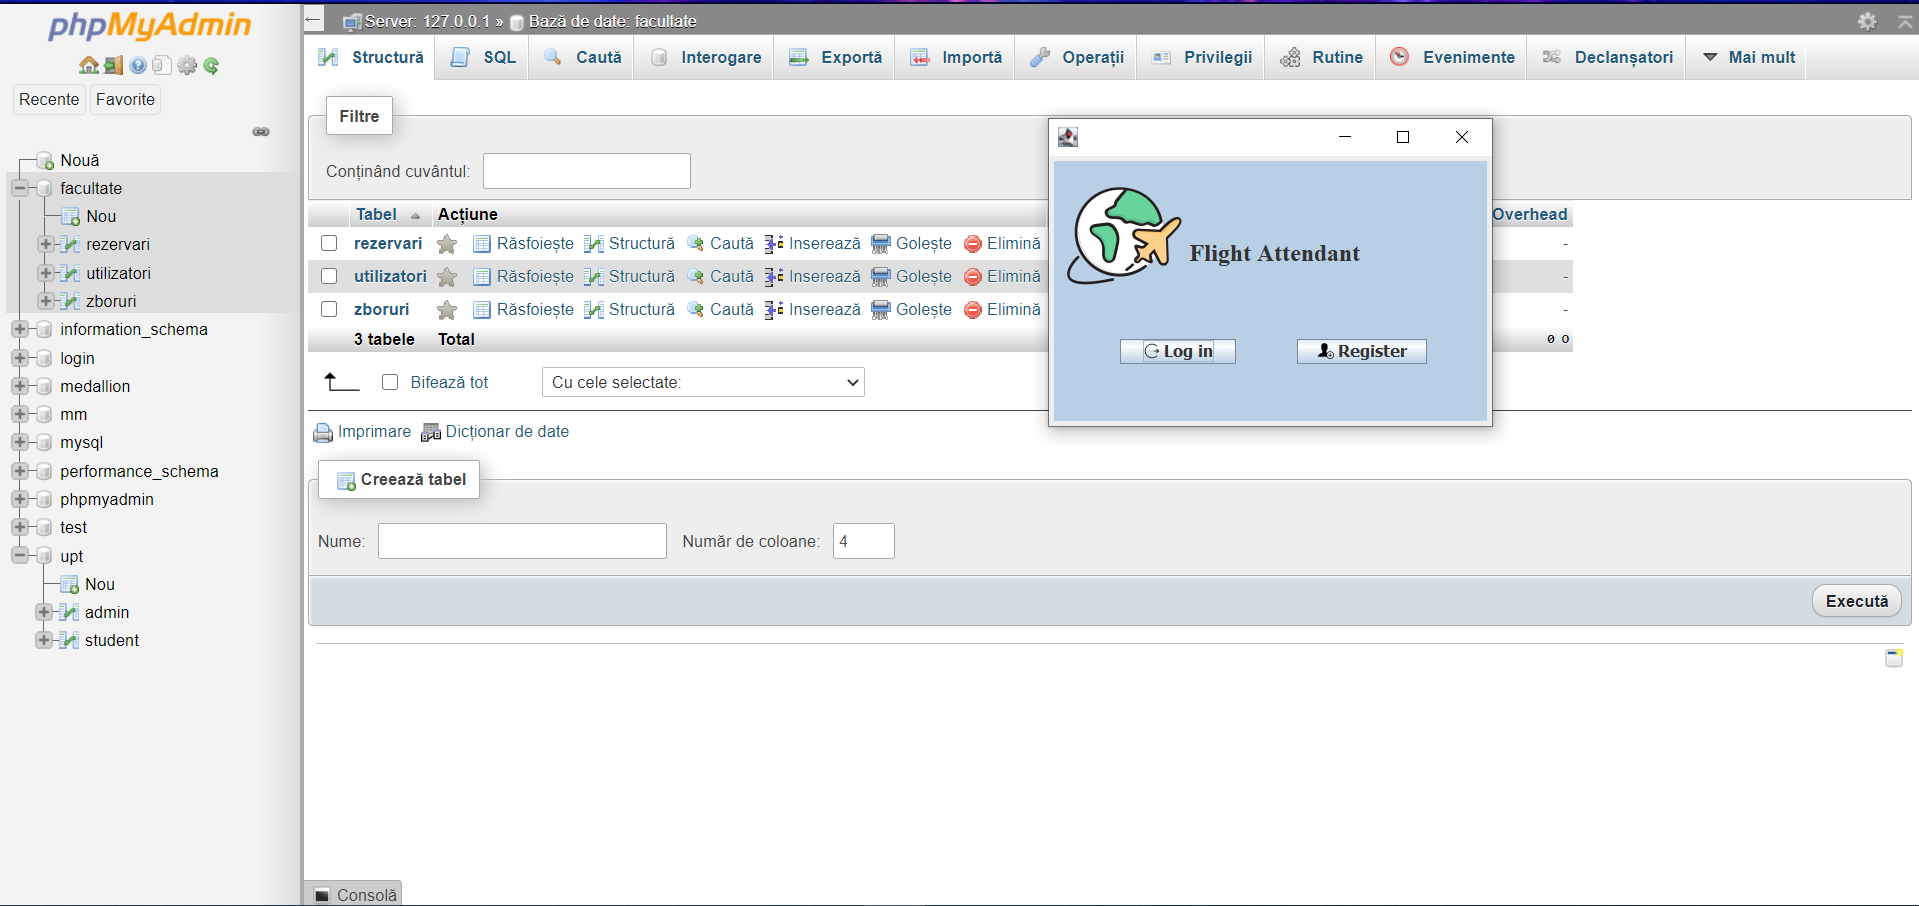 phpMyAdmin
Recente Favorite
Nouă
facultate
Nou
rezervari
utilizatori
zboruri
information_schema
login
medallion
mm
mysql
performance_schema
phpmyadmin
test
upt
Nou
admin
student
Server: 127.0.0.1 » Bază de date: facultate
Structură SQL Caută Interogare Exportă Importă Operații Privilegii Rutine Evenimente Declanșatori Mai mult
Filtre
Conținând cuvântul:
Tabel Acțiune Overhead
rezervari Răsfoiește Structură Caută Inserează Golește Elimină -
utilizatori Răsfoiește Structură Caută Inserează Golește Elimină -
zboruri Răsfoiește Structură Caută Inserează Golește Elimină -
3 tabele Total 0 O
Bifează tot Cu cele selectate:
Imprimare Dicționar de date
Creează tabel
Nume: Număr de coloane: 4
Execută
Consolă
Flight Attendant
Log in Register